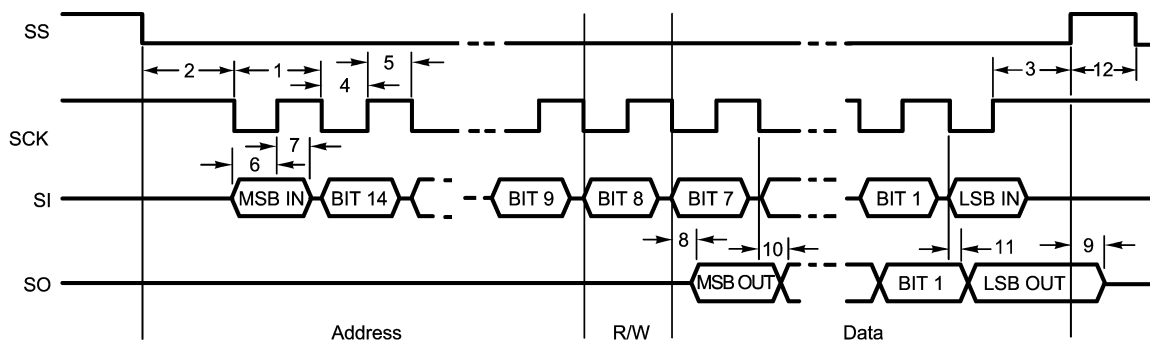 SS
2
1
5
4
3
12
SCK
6
7
SI
MSB IN
BIT 14
BIT 9
BIT 8
BIT 7
BIT 1
LSB IN
8
10
11
9
SO
MSB OUT
BIT 1
LSB OUT
Address
R/W
Data